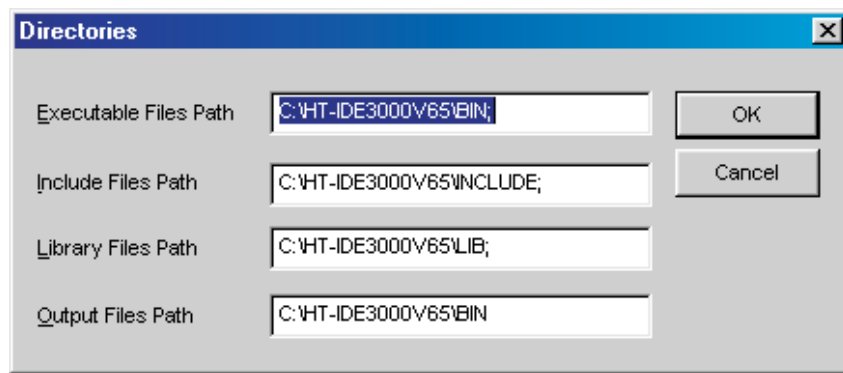 Directories
Executable Files Path
C:\HT-IDE3000V65\BIN;
OK
Include Files Path
C:\HT-IDE3000V65\INCLUDE;
Cancel
Library Files Path
C:\HT-IDE3000V65\LIB;
Output Files Path
C:\HT-IDE3000V65\BIN